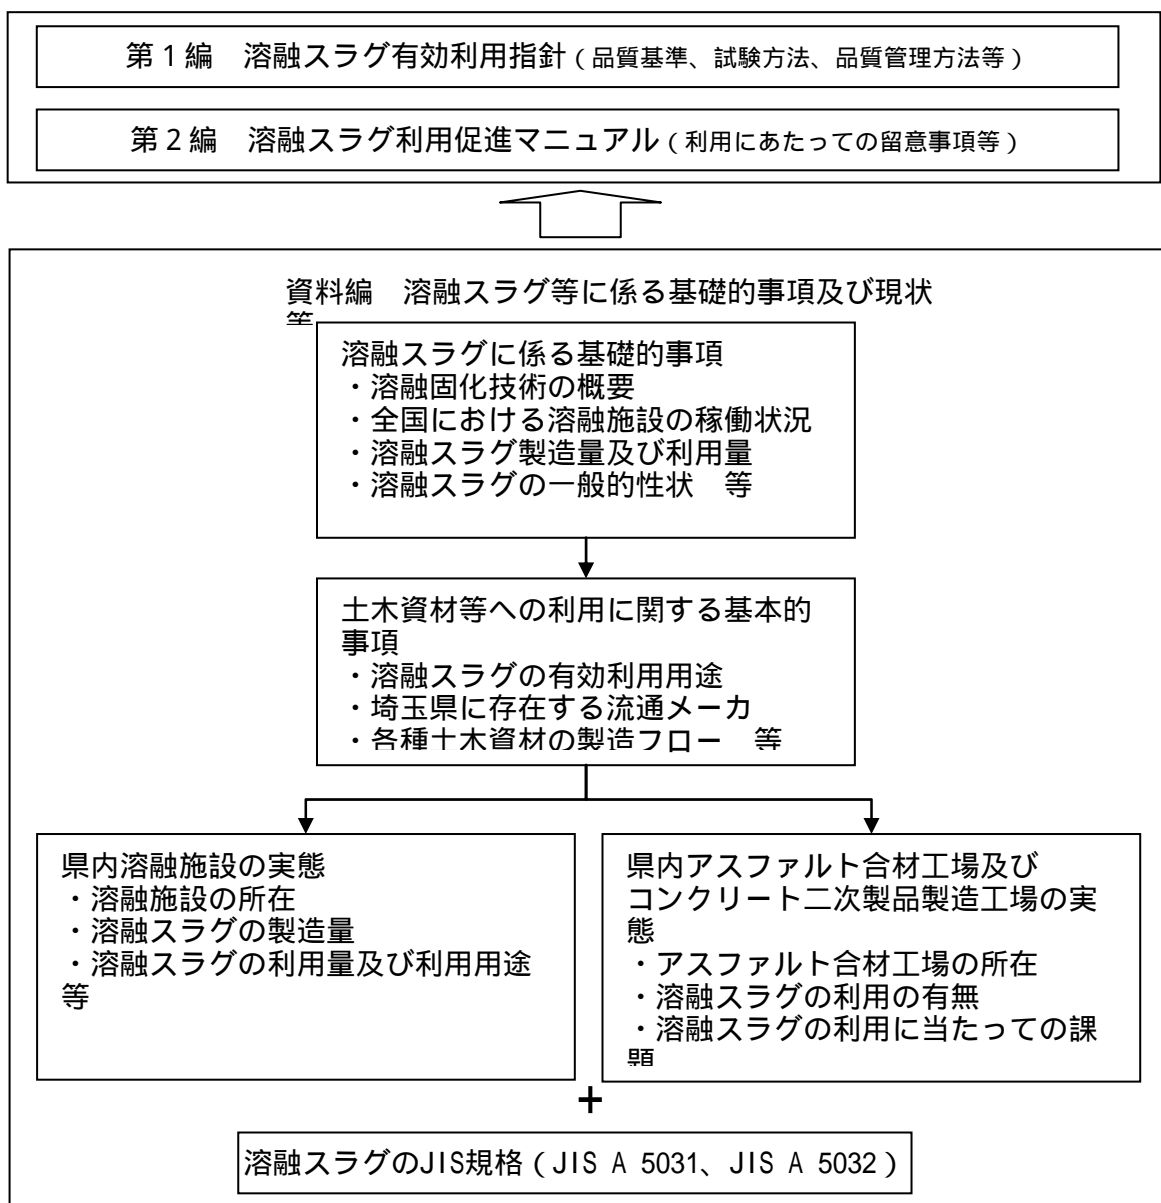 第1編　溶融スラグ有効利用指針（品質基準、試験方法、品質管理方法等）
第2編　溶融スラグ利用促進マニュアル（利用にあたっての留意事項等）
資料編　溶融スラグ等に係る基礎的事項及び現状
等
溶融スラグに係る基礎的事項
・溶融固化技術の概要
・全国における溶融施設の稼働状況
・溶融スラグ製造量及び利用量
・溶融スラグの一般的性状　等
土木資材等への利用に関する基本的
事項
・溶融スラグの有効利用用途
・埼玉県に存在する流通メーカ
・各種土木資材の製造フロー　等
県内溶融施設の実態
・溶融施設の所在
・溶融スラグの製造量
・溶融スラグの利用量及び利用用途
等
県内アスファルト合材工場及び
コンクリート二次製品製造工場の実
態
・アスファルト合材工場の所在
・溶融スラグの利用の有無
・溶融スラグの利用に当たっての課
題
+
溶融スラグのJIS規格（JIS A 5031、JIS A 5032）